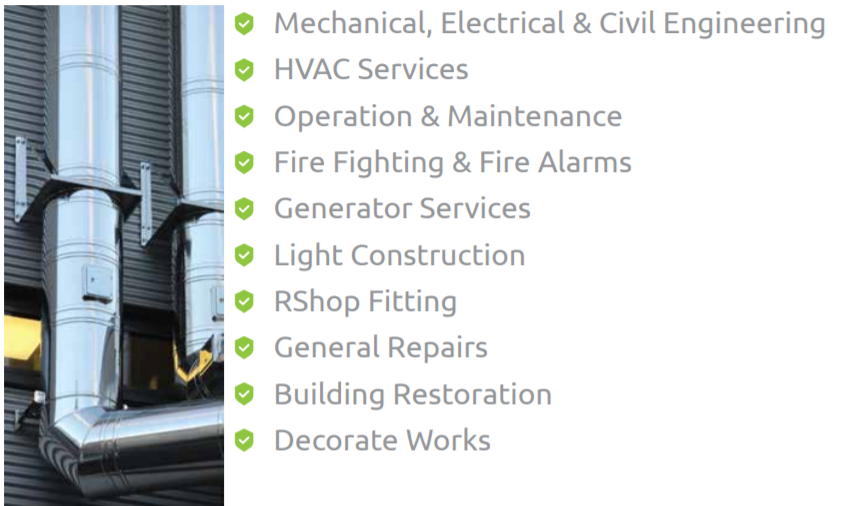 Mechanical, Electrical & Civil Engineering
HVAC Services
Operation & Maintenance
Fire Fighting & Fire Alarms
Generator Services
Light Construction
RShop Fitting
General Repairs
Building Restoration
Decorate Works